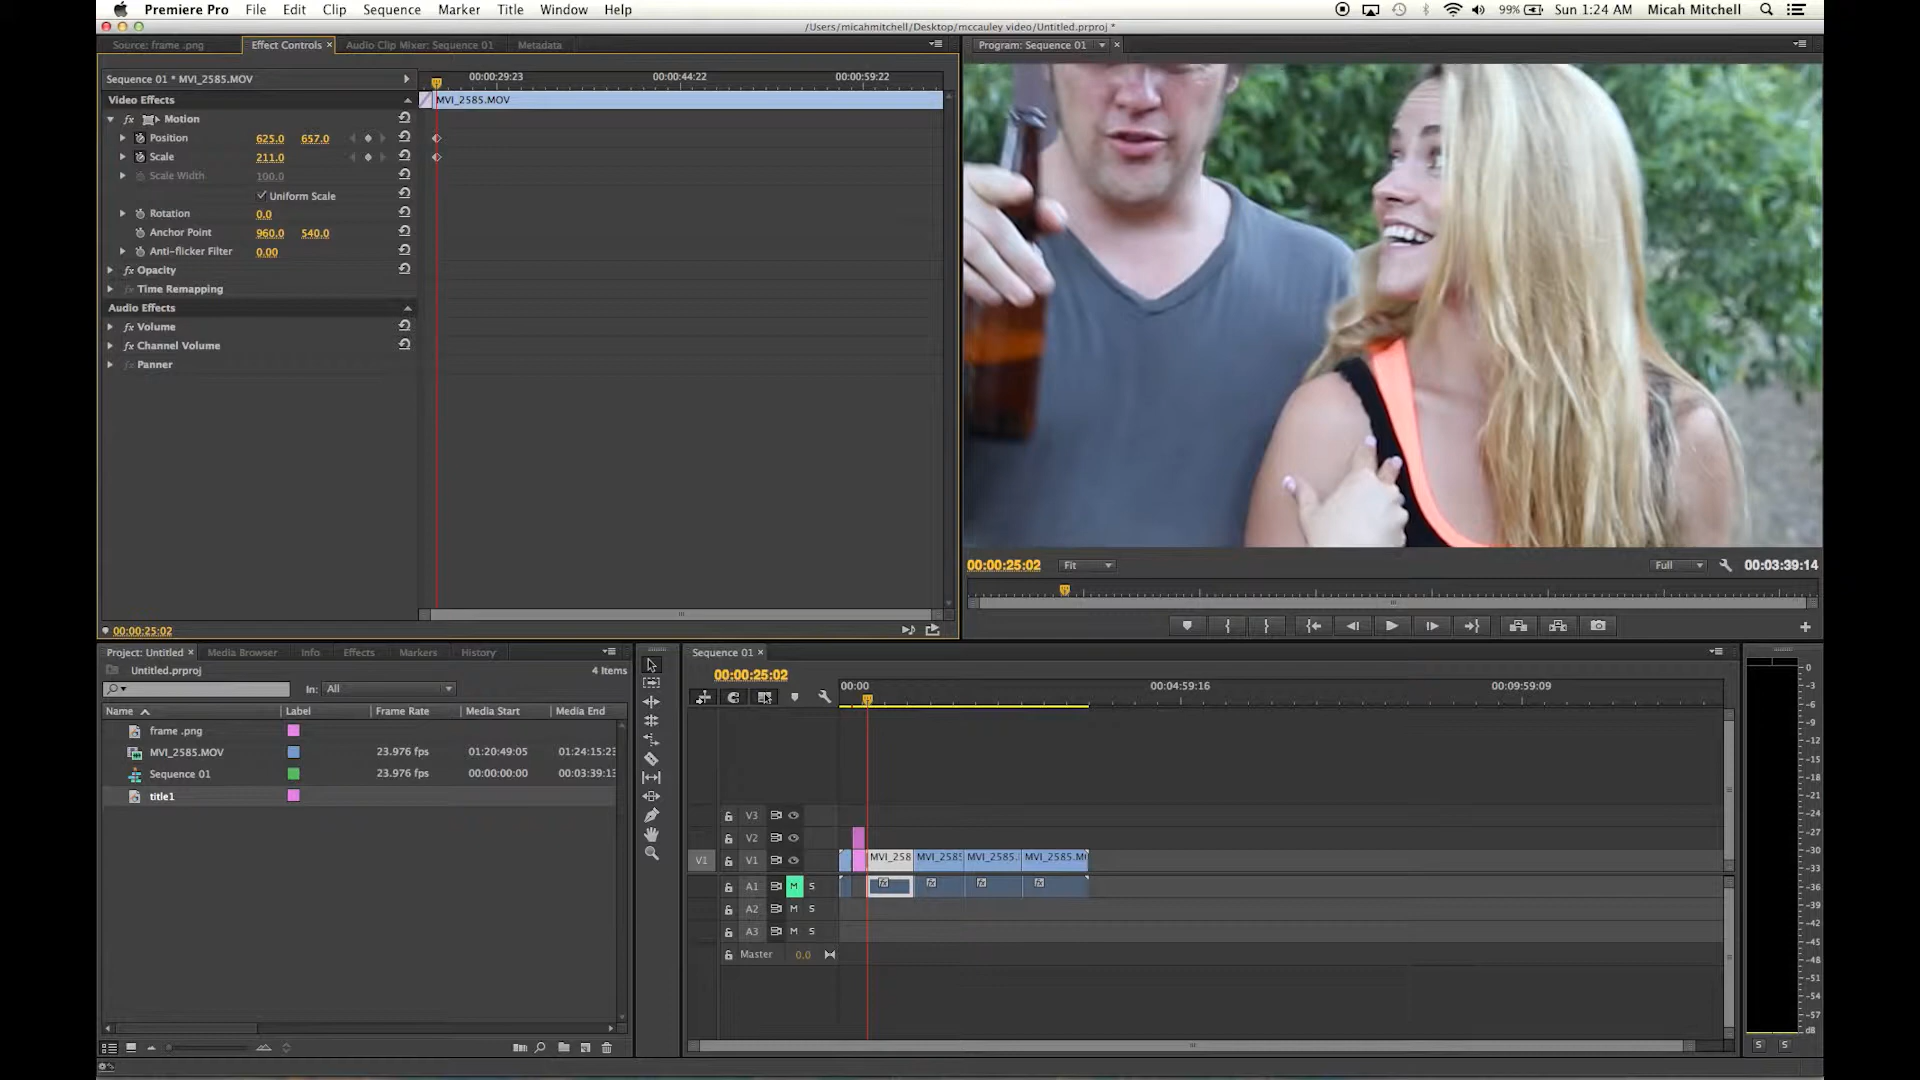 Premiere Pro File Edit Clip Sequence Marker Title Window Help 99% Sun 1:24 AM Micah Mitchell
/Users/micahmitchell/Desktop/mccauley video/Untitled.prproj *
Source: frame .png Effect Controls × Audio Clip Mixer: Sequence 01 Metadata
Program: Sequence 01 ×
Sequence 01 * MVI_2585.MOV
00:00:29:23 00:00:44:22 00:00:59:22
Video Effects
MVI_2585.MOV
fx Motion
Position 625.0 657.0
Scale 211.0
Scale Width 100.0
Uniform Scale
Rotation 0.0
Anchor Point 960.0 540.0
Anti-flicker Filter 0.00
fx Opacity
fx Time Remapping
Audio Effects
fx Volume
fx Channel Volume
fx Panner
00:00:25:02
00:00:25:02 Fit Full 00:03:39:14
Project: Untitled × Media Browser Info Effects Markers History
Untitled.prproj 4 Items
In: All
Name Label Frame Rate Media Start Media End
frame .png
MVI_2585.MOV 23.976 fps 01:20:49:05 01:24:15:23
Sequence 01 23.976 fps 00:00:00:00 00:03:39:13
title1
Sequence 01 ×
00:00:25:02
00:00 04:59:16 09:59:09
V3
V2
V1 V1 MVI_258 MVI_2585. MVI_2585. MVI_2585.M
A1 M S fx fx fx fx
A2 M S
A3 M S
Master 0.0
0
-3
-6
-9
-12
-15
-18
-21
-24
-27
-30
-33
-36
-39
-42
-45
-48
-51
-54
-57
dB
S S